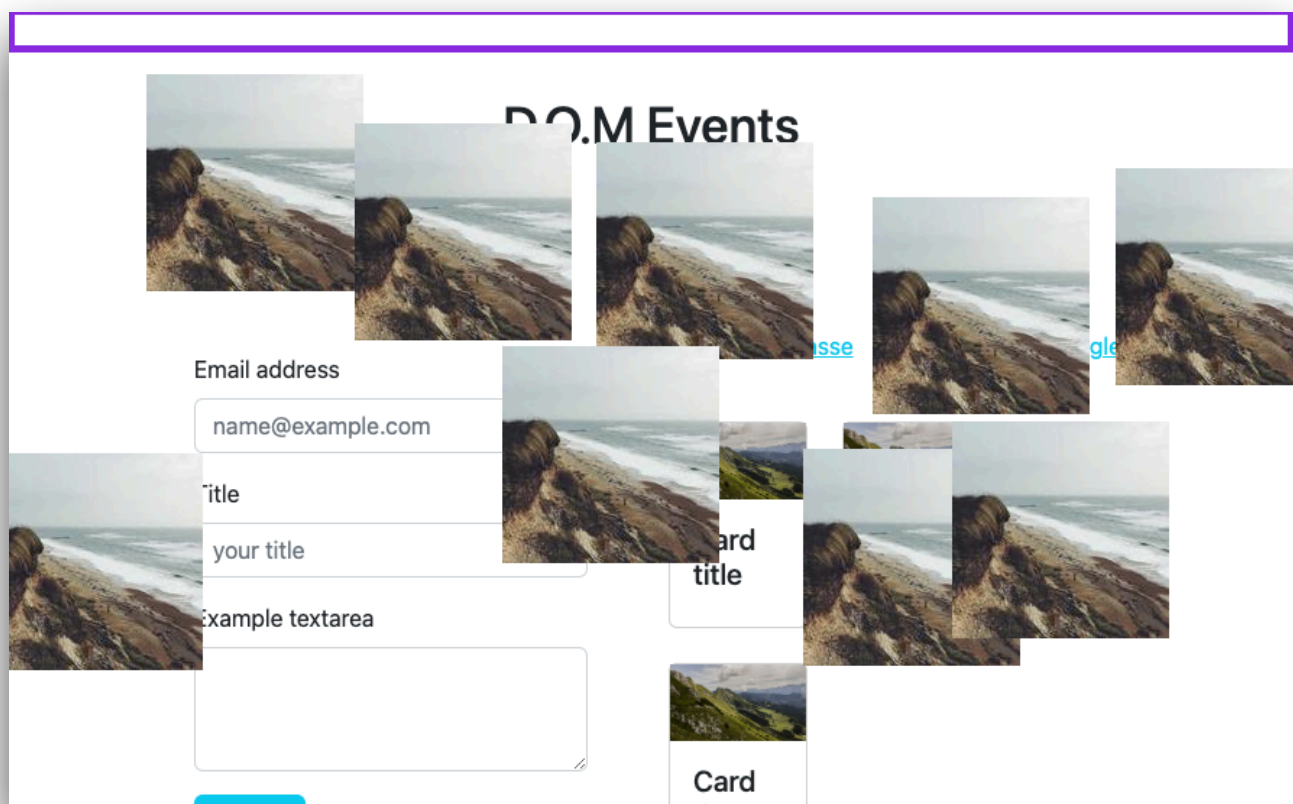 D.O.M Events
Email address
name@example.com
Title
your title
Card
title
Example textarea
Card